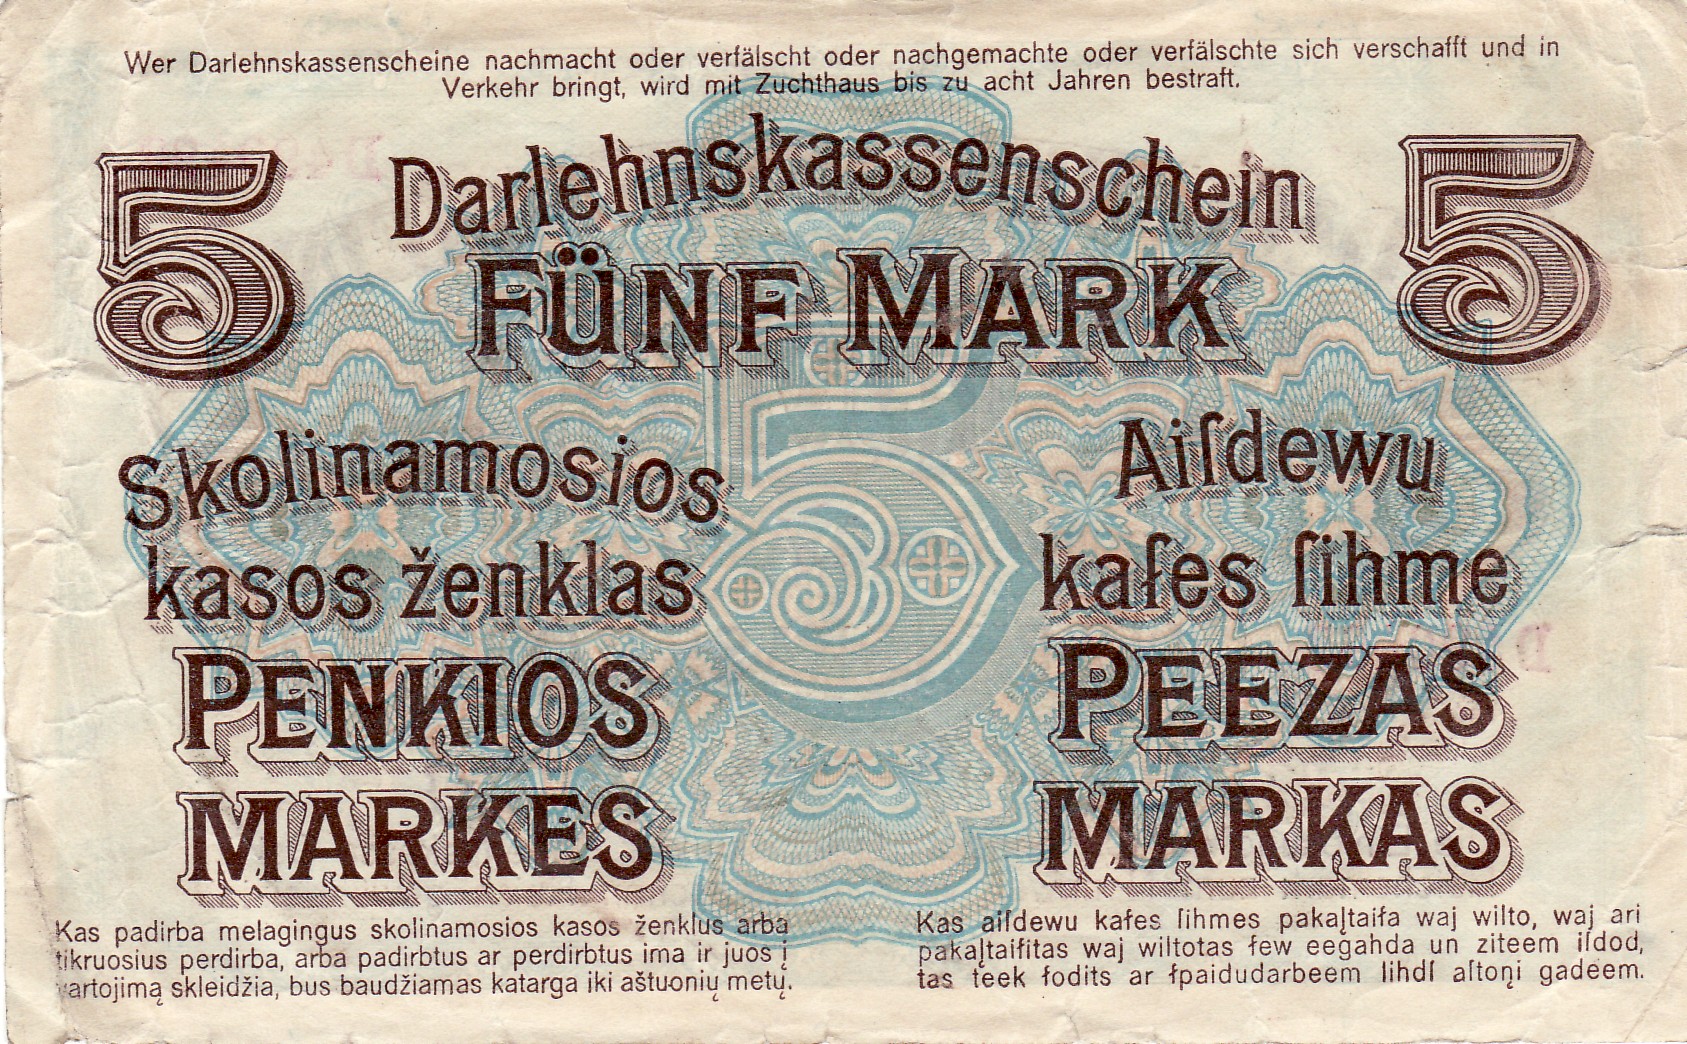 Wer Darlehnskassenscheine nachmacht oder verfälscht oder nachgemachte oder verfälschte sich verschafft und in
Verkehr bringt, wird mit Zuchthaus bis zu acht Jahren bestraft.
5
Darlehnskassenschein
5
FÜNF MARK
5
Skolinamosios
kasos ženklas
PENKIOS
MARKES
Aiſdewu̧
kaſes ſihme
PEEZAS
MARKAS
Kas padirba melagingus skolinamosios kasos ženklus arba
tikruosius perdirba, arba padirbtus ar perdirbtus ima ir juos į
vartojimą skleidžia, bus baudžiamas katarga iki aštuonių metų.
Kas aiſdewu kaſes ſihmes pakaļtaiſa waj wilto, waj ari
pakaļtaiſitas waj wiltotas ſew eegahda un ziteem iſdod,
tas teek ſodits ar ſpaidudarbeem lihdſ aſtoņi gadeem.